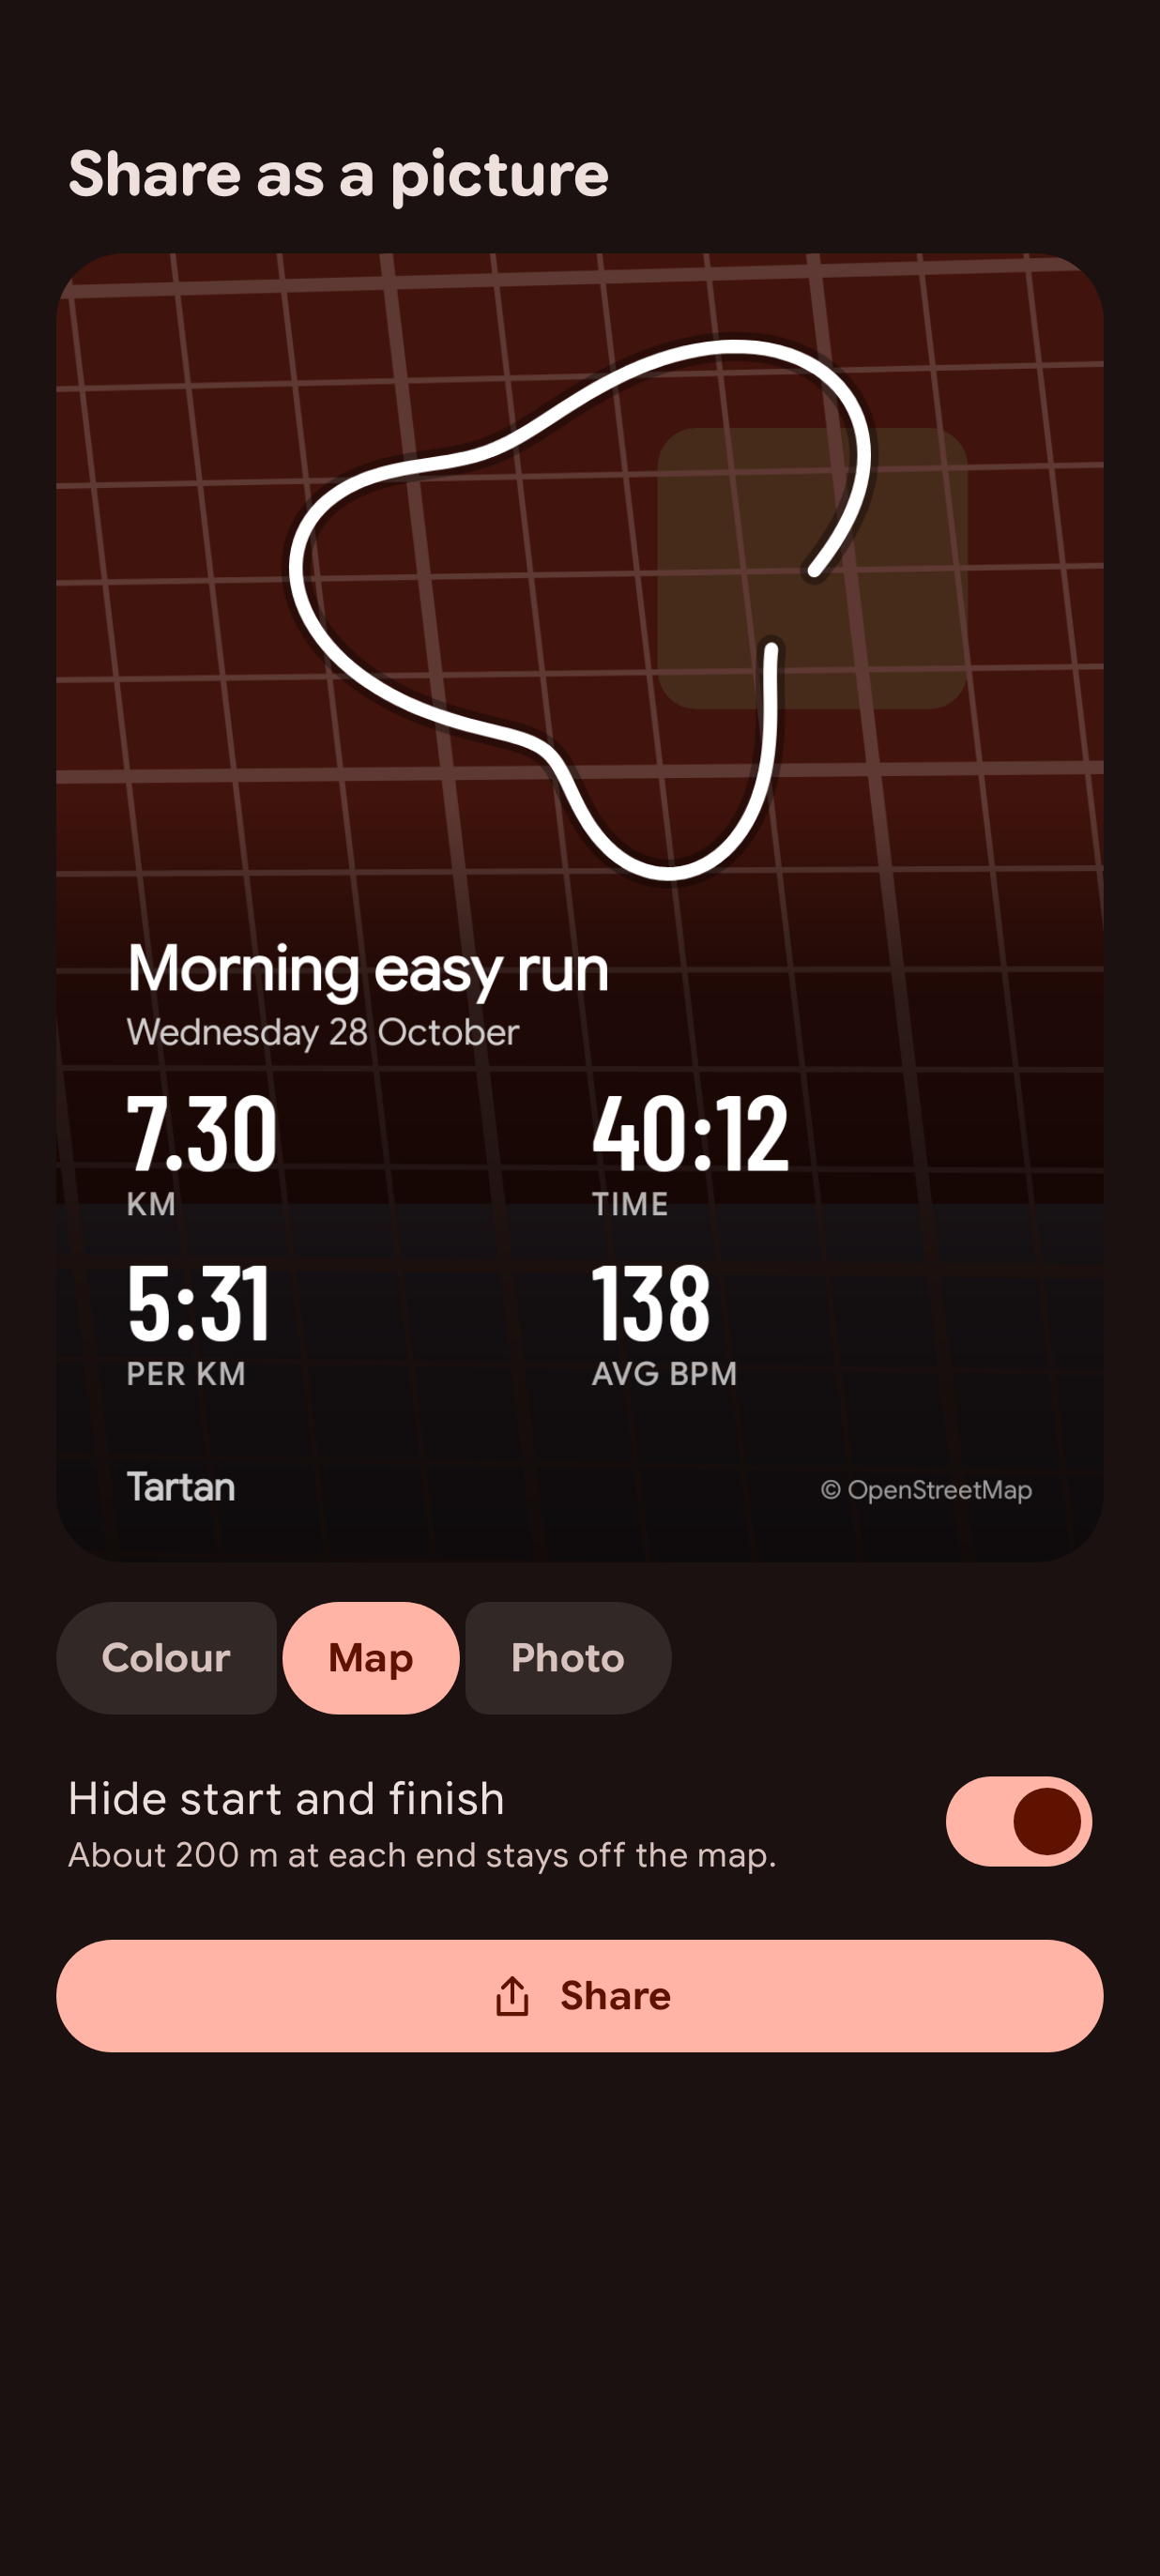 Share as a picture
Morning easy run
Wednesday 28 October
7.30 40:12
KM TIME
5:31 138
PER KM AVG BPM
Tartan © OpenStreetMap
Colour Map Photo
Hide start and finish
About 200 m at each end stays off the map.
Share